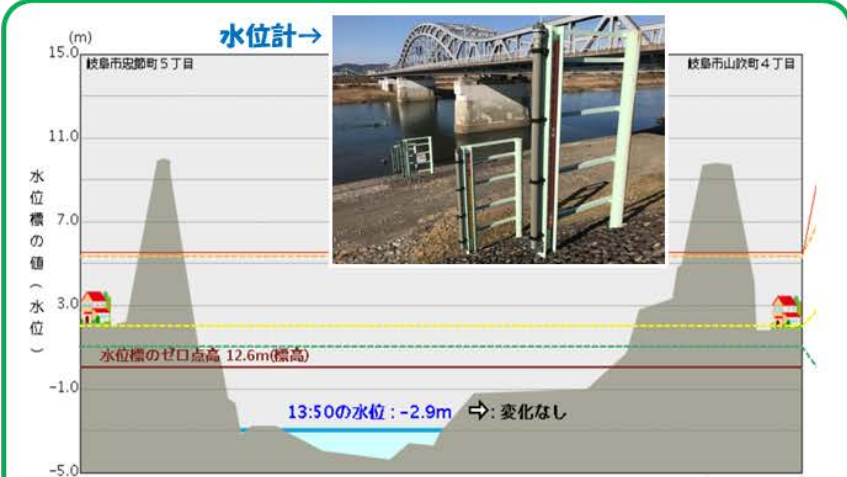 水位計→
(m)
15.0
岐阜市忠節町5丁目
岐阜市山吹町4丁目
11.0
7.0
3.0
-1.0
-5.0
水位標の値(水位)
水位標のゼロ点高 12.6m(標高)
13:50の水位:-2.9m ⇨:変化なし